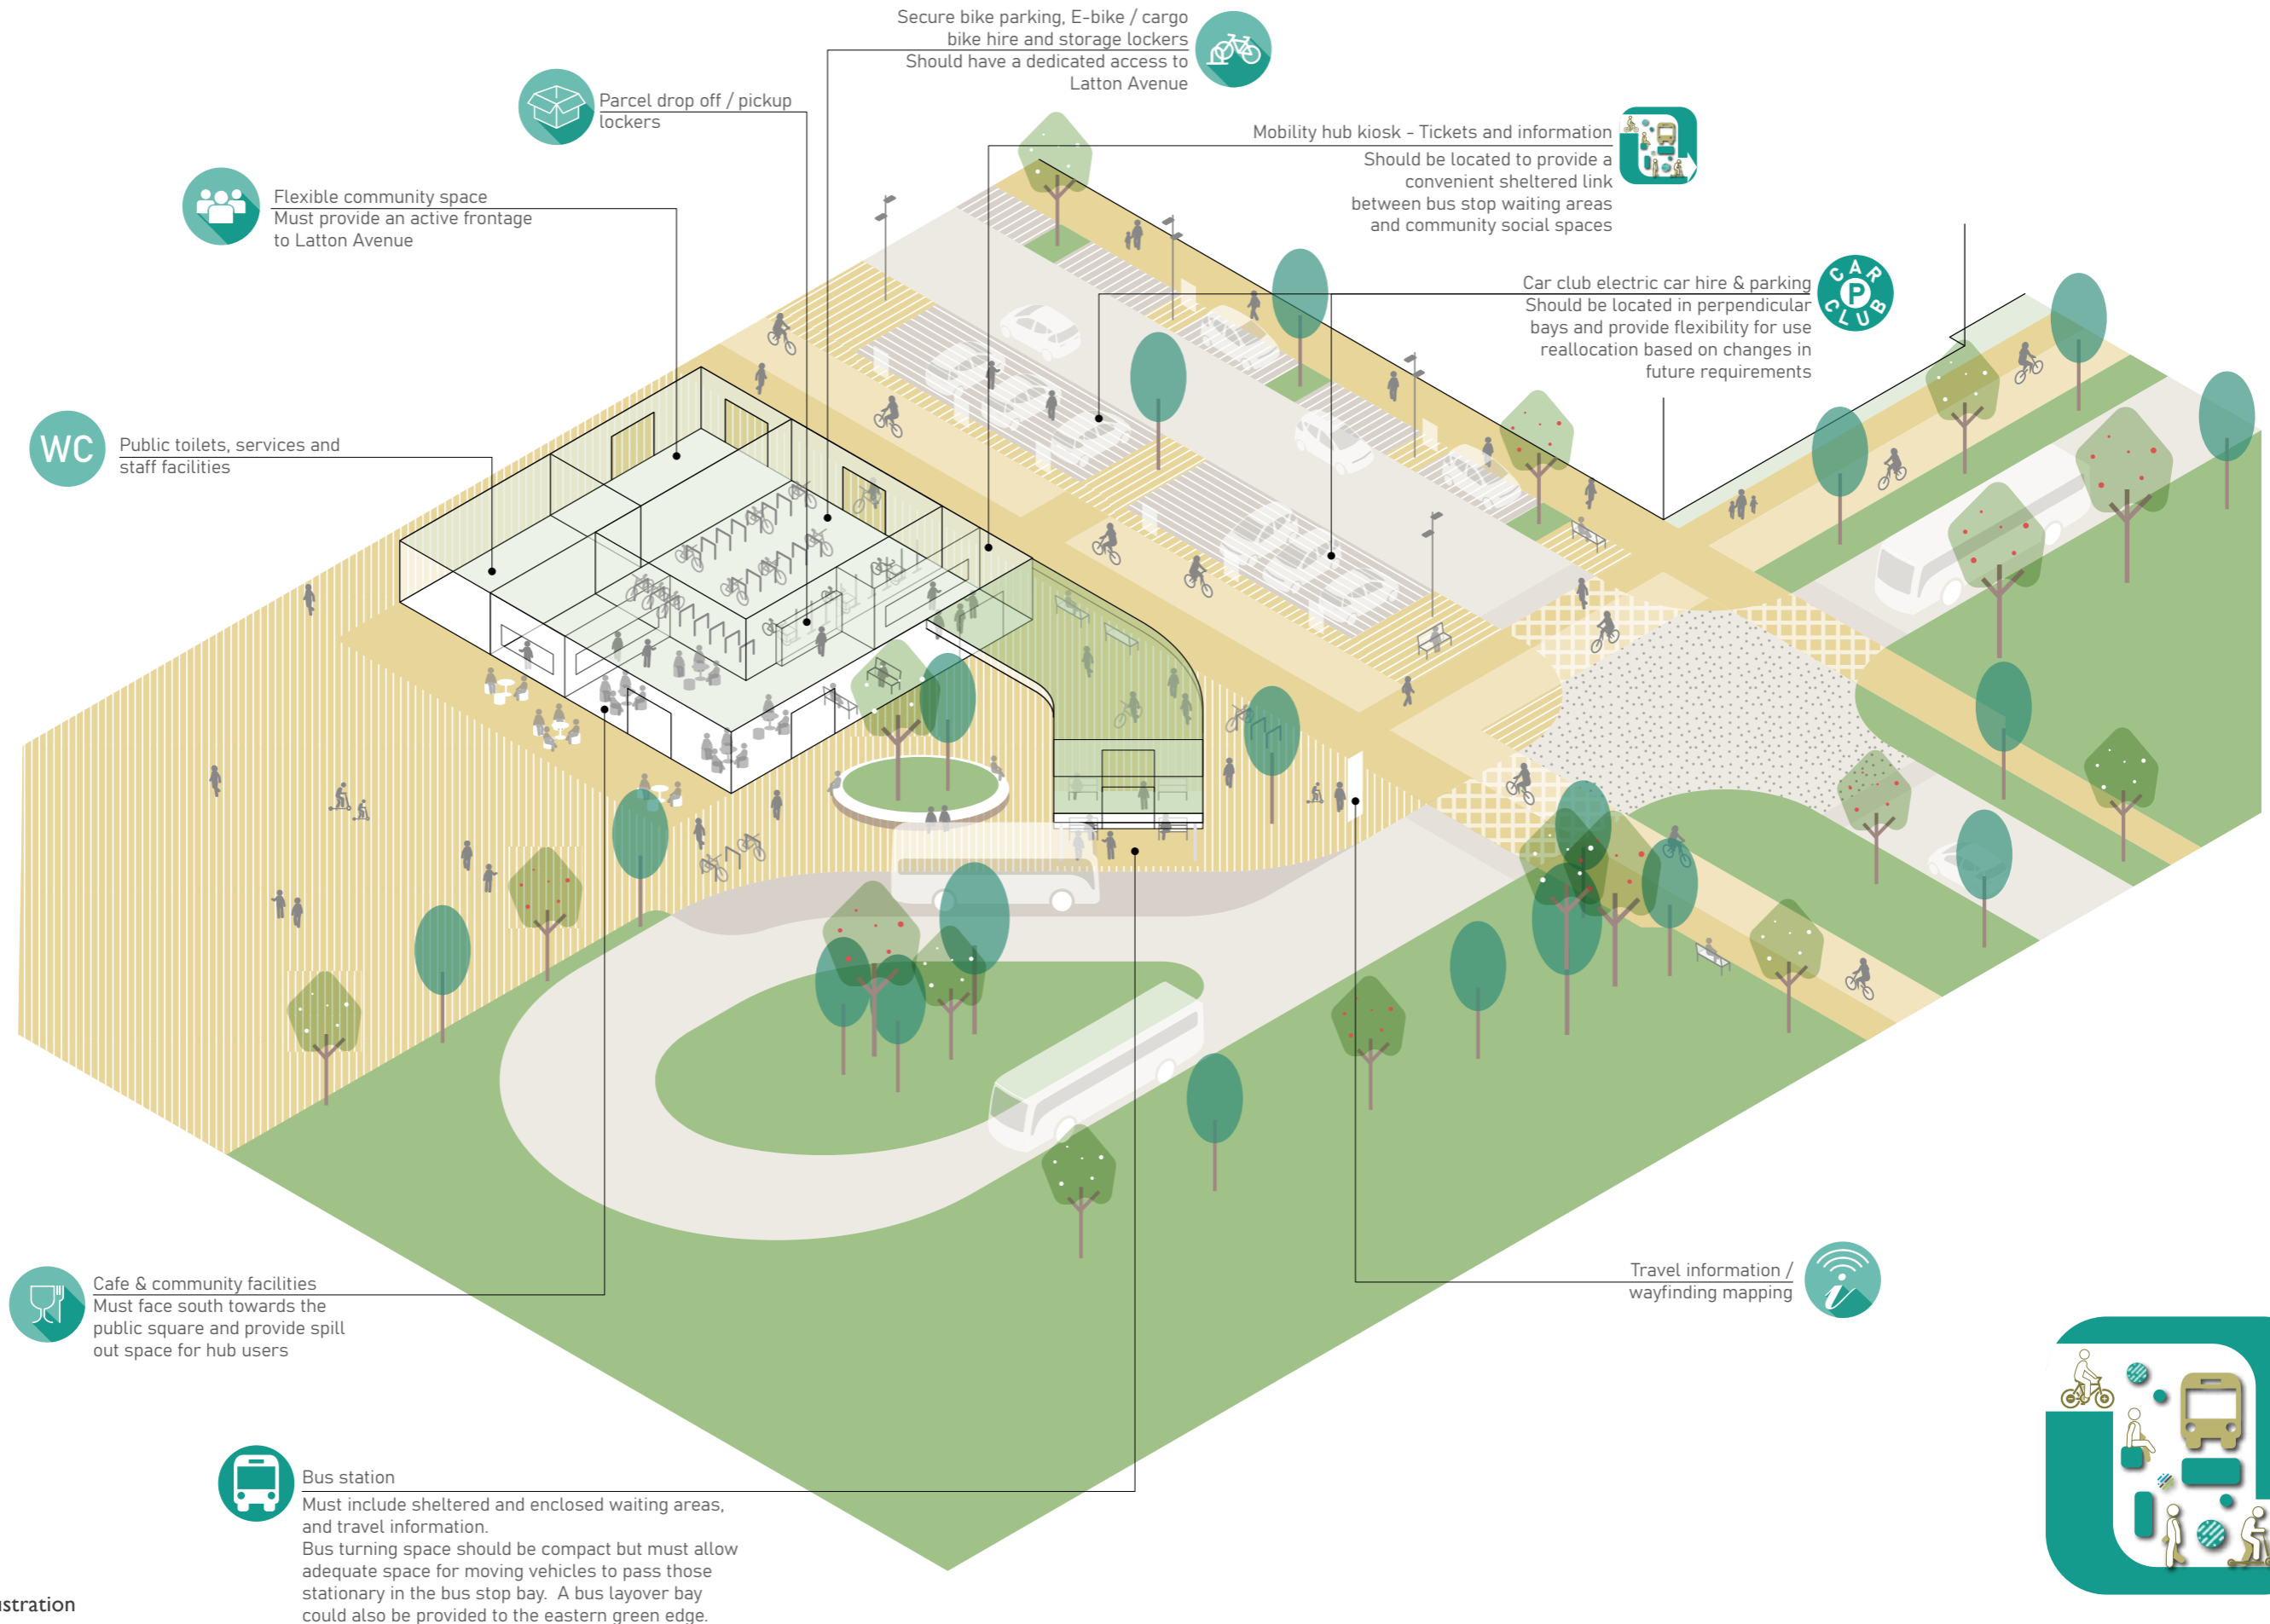 Secure bike parking, E-bike / cargo
bike hire and storage lockers
Should have a dedicated access to
Latton Avenue
Parcel drop off / pickup
lockers
Mobility hub kiosk - Tickets and information
Should be located to provide a
convenient sheltered link
between bus stop waiting areas
and community social spaces
Flexible community space
Must provide an active frontage
to Latton Avenue
Car club electric car hire & parking
Should be located in perpendicular
bays and provide flexibility for use
reallocation based on changes in
future requirements
CAR
P
CLUB
WC
Public toilets, services and
staff facilities
Travel information /
wayfinding mapping
i
Cafe & community facilities
Must face south towards the
public square and provide spill
out space for hub users
Bus station
Must include sheltered and enclosed waiting areas,
and travel information.
Bus turning space should be compact but must allow
adequate space for moving vehicles to pass those
stationary in the bus stop bay.  A bus layover bay
could also be provided to the eastern green edge.